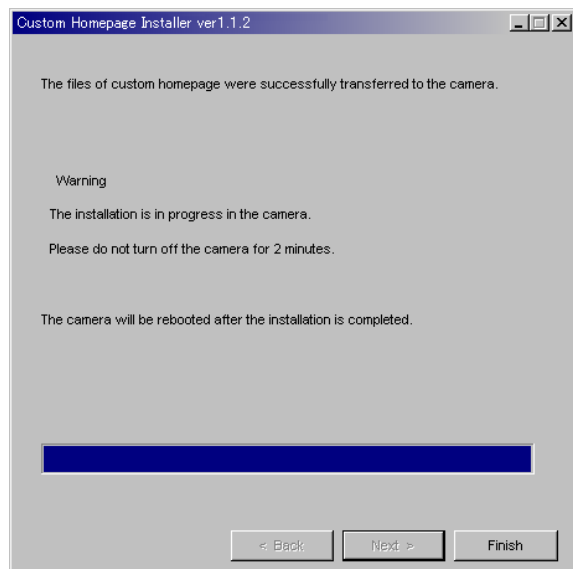 Custom Homepage Installer ver1.1.2
The files of custom homepage were successfully transferred to the camera.
Warning
The installation is in progress in the camera.
Please do not turn off the camera for 2 minutes.
The camera will be rebooted after the installation is completed.
< Back Next > Finish